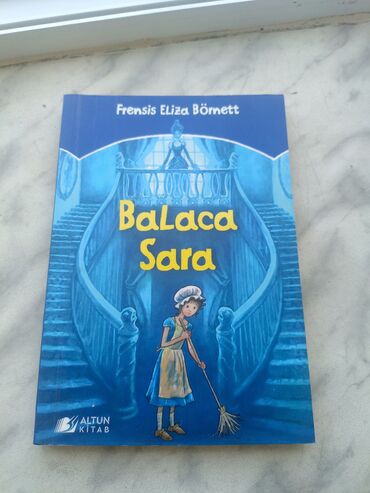 Frensis Eliza Börnett
Balaca
Sara
ALTUN
KİTAB